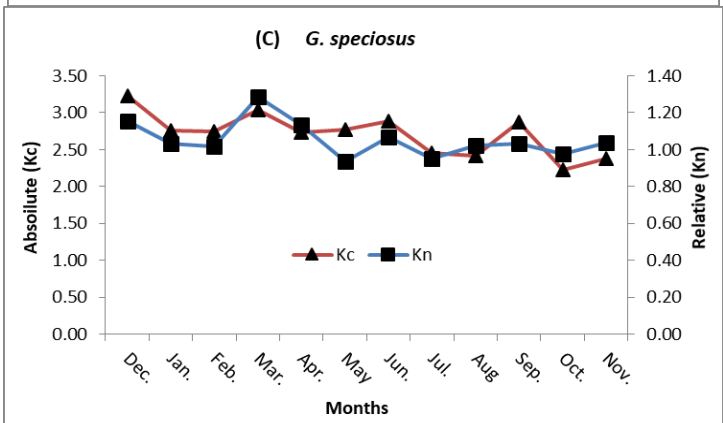 (C) G. speciosus
3.50
3.00
2.50
2.00
1.50
1.00
0.50
0.00
Absoilute (Kc)
1.40
1.20
1.00
0.80
0.60
0.40
0.20
0.00
Relative (Kn)
Kc Kn
Dec. Jan. Feb. Mar. Apr. May Jun. Jul. Aug Sep. Oct. Nov.
Months